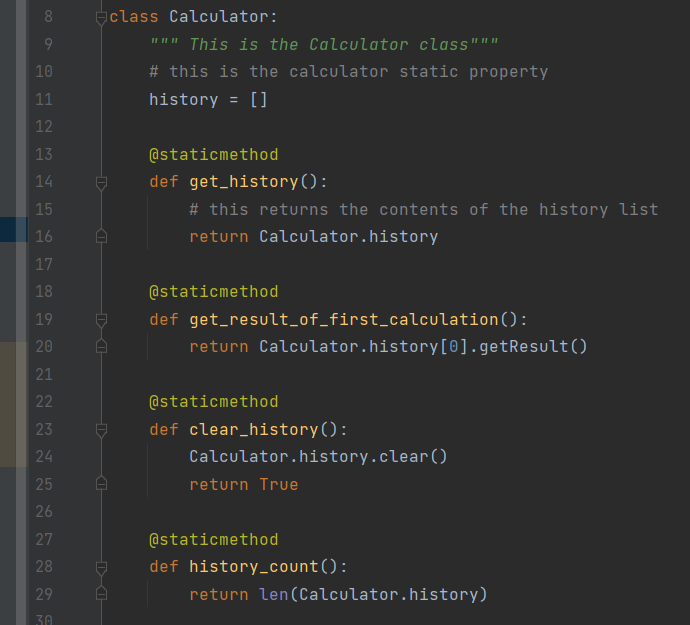 8 class Calculator:
9 """ This is the Calculator class"""
10 # this is the calculator static property
11 history = []
12
13 @staticmethod
14 def get_history():
15 # this returns the contents of the history list
16 return Calculator.history
17
18 @staticmethod
19 def get_result_of_first_calculation():
20 return Calculator.history[0].getResult()
21
22 @staticmethod
23 def clear_history():
24 Calculator.history.clear()
25 return True
26
27 @staticmethod
28 def history_count():
29 return len(Calculator.history)
30